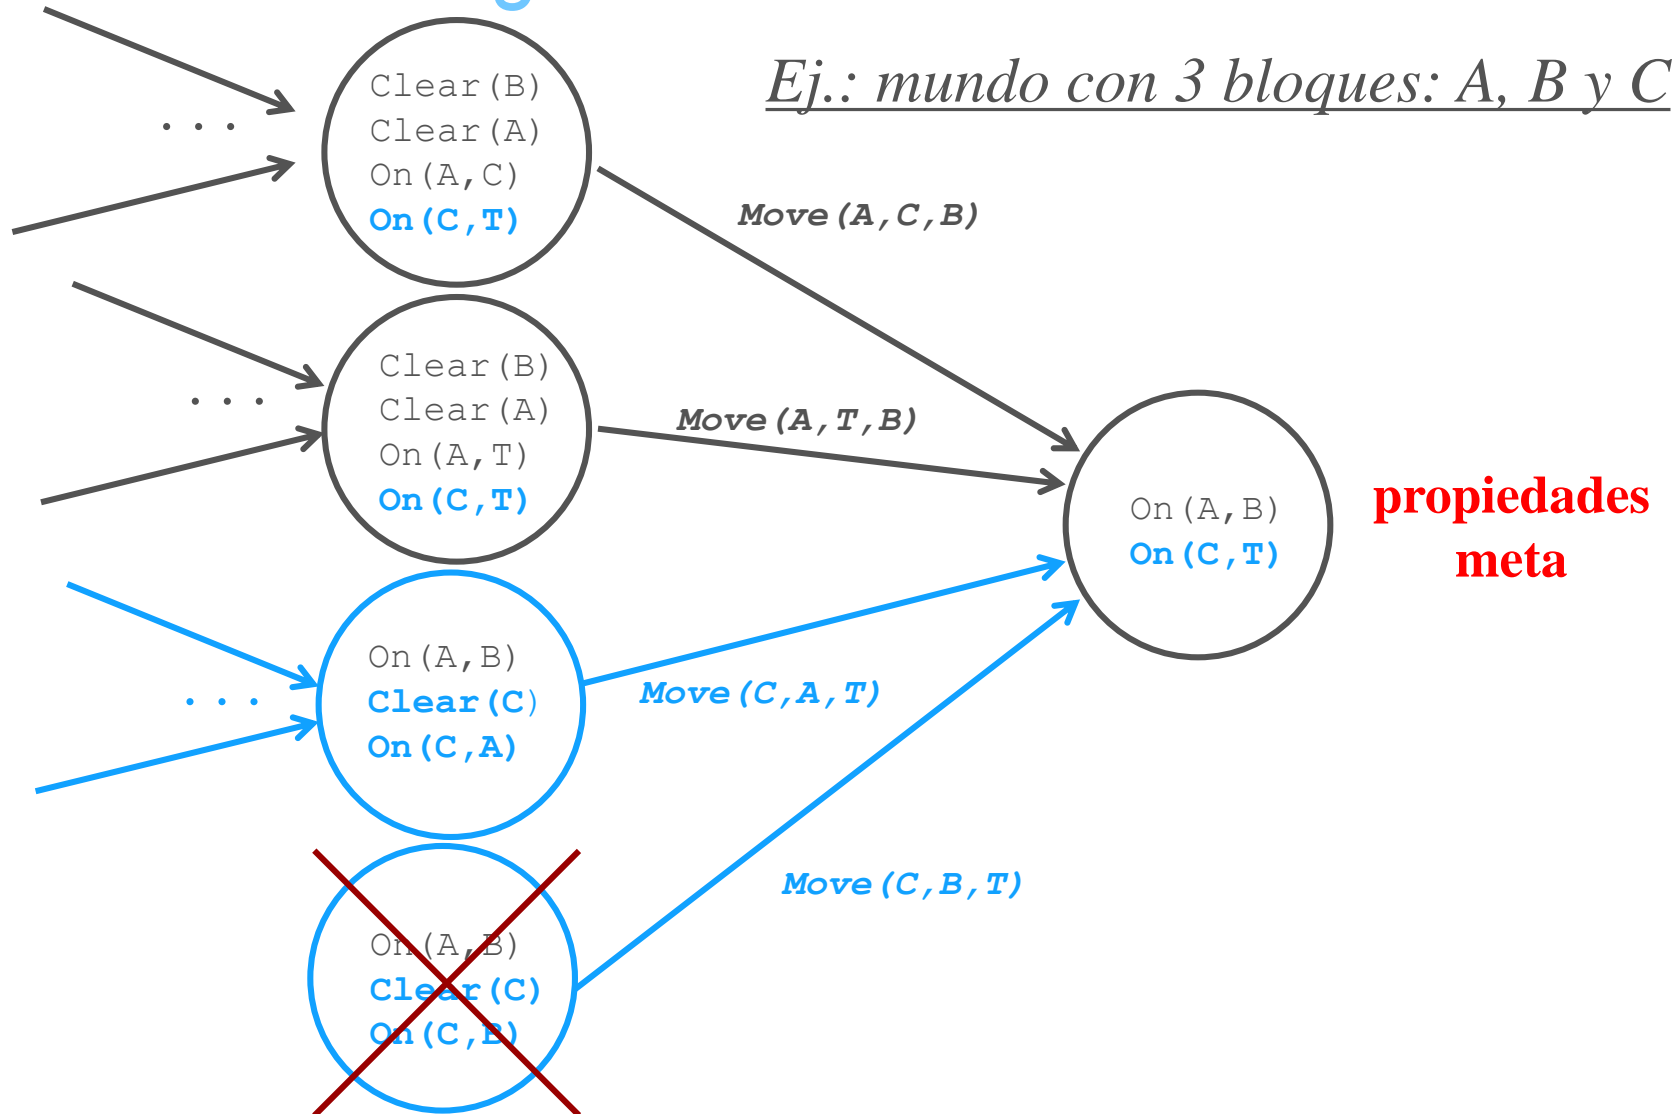 Ej.: mundo con 3 bloques: A, B y C
Clear(B)
Clear(A)
On(A,C)
On(C,T)
Move(A,C,B)
Clear(B)
Clear(A)
On(A,T)
On(C,T)
Move(A,T,B)
On(A,B)
On(C,T)
propiedades
meta
On(A,B)
Clear(C)
On(C,A)
Move(C,A,T)
Move(C,B,T)
On(A,B)
Clear(C)
On(C,B)